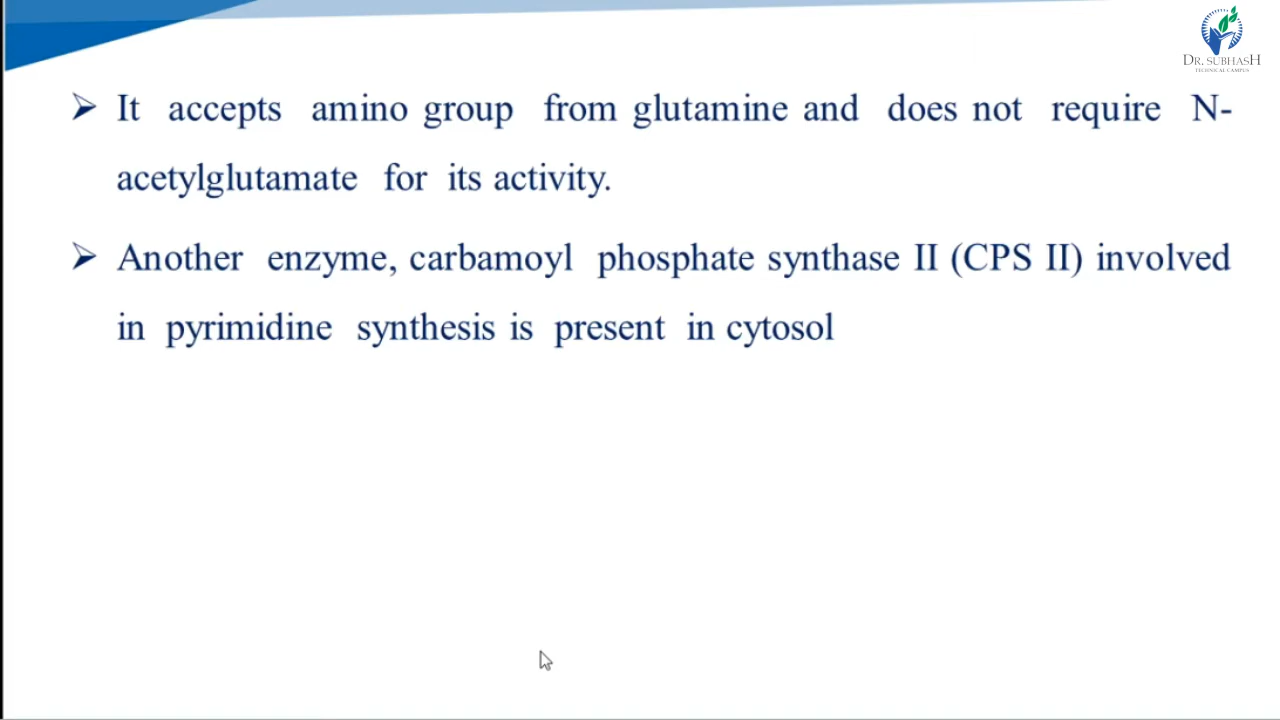 DR. SUBHASH
TECHNICAL CAMPUS
➢ It accepts amino group from glutamine and does not require N-
acetylglutamate for its activity.
➢ Another enzyme, carbamoyl phosphate synthase II (CPS II) involved
in pyrimidine synthesis is present in cytosol